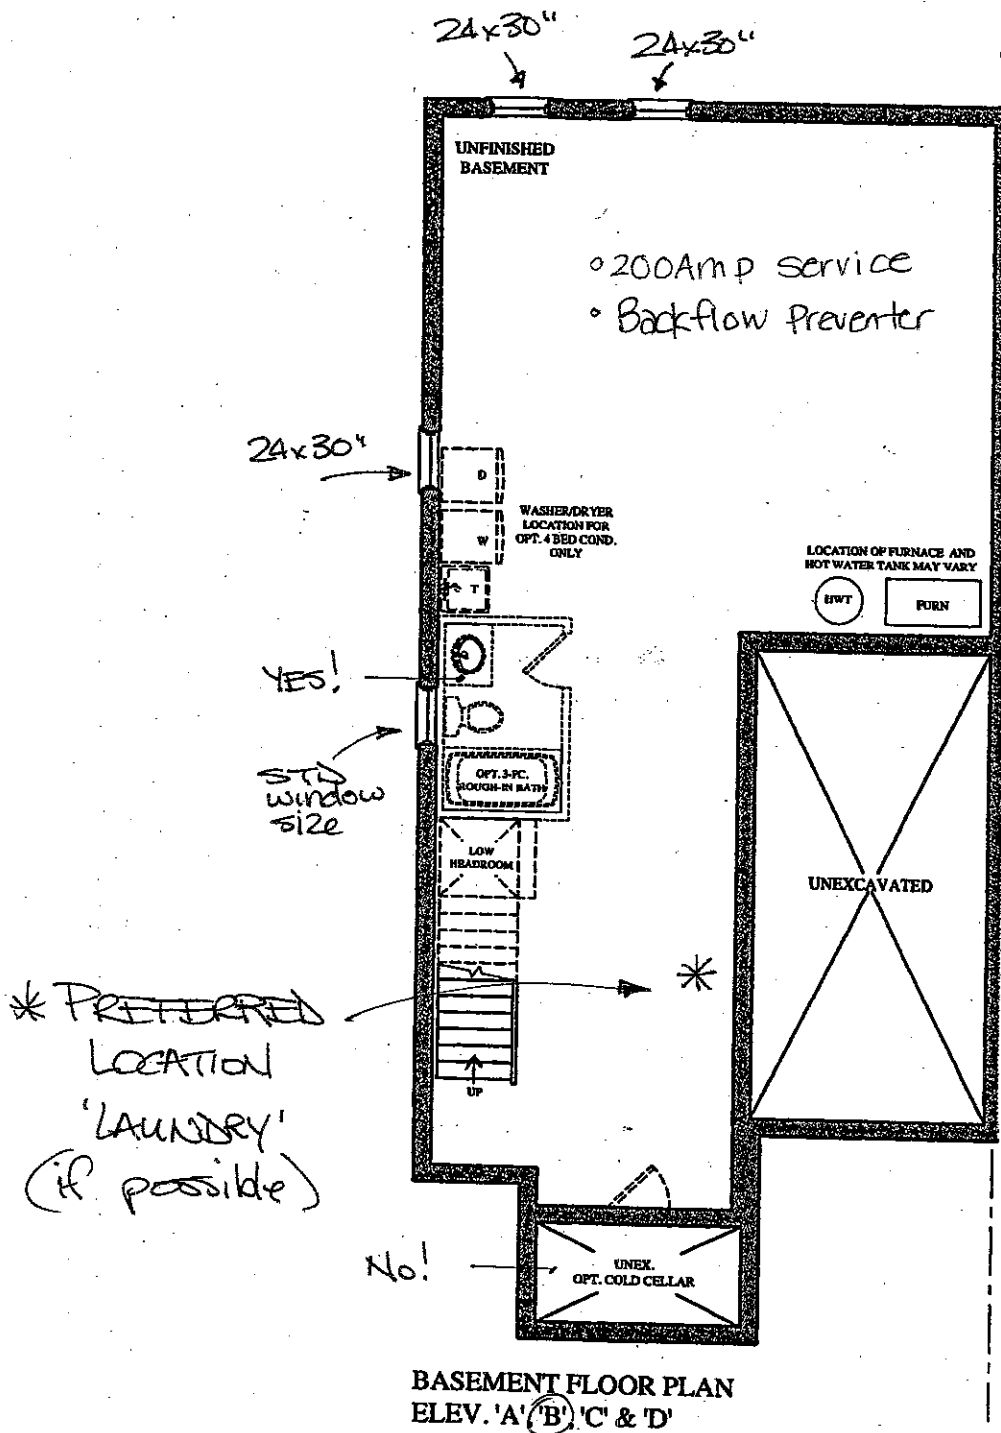 24x30"
24x30"
UNFINISHED
BASEMENT
• 200Amp service
• Backflow Preventer
24x30"
D
WASHER/DRYER
LOCATION FOR
OPT. 4 BED COND.
ONLY
W
T
LOCATION OF FURNACE AND
HOT WATER TANK MAY VARY
HWT
FURN
YES!
STD
window
size
OPT. 3-PC.
ROUGH-IN BATH
LOW
HEADROOM
UNEXCAVATED
* PREFERRED
LOCATION
'LAUNDRY'
(if possible)
*
UP
No!
UNEX.
OPT. COLD CELLAR
BASEMENT FLOOR PLAN
ELEV. 'A', 'B', 'C' & 'D'